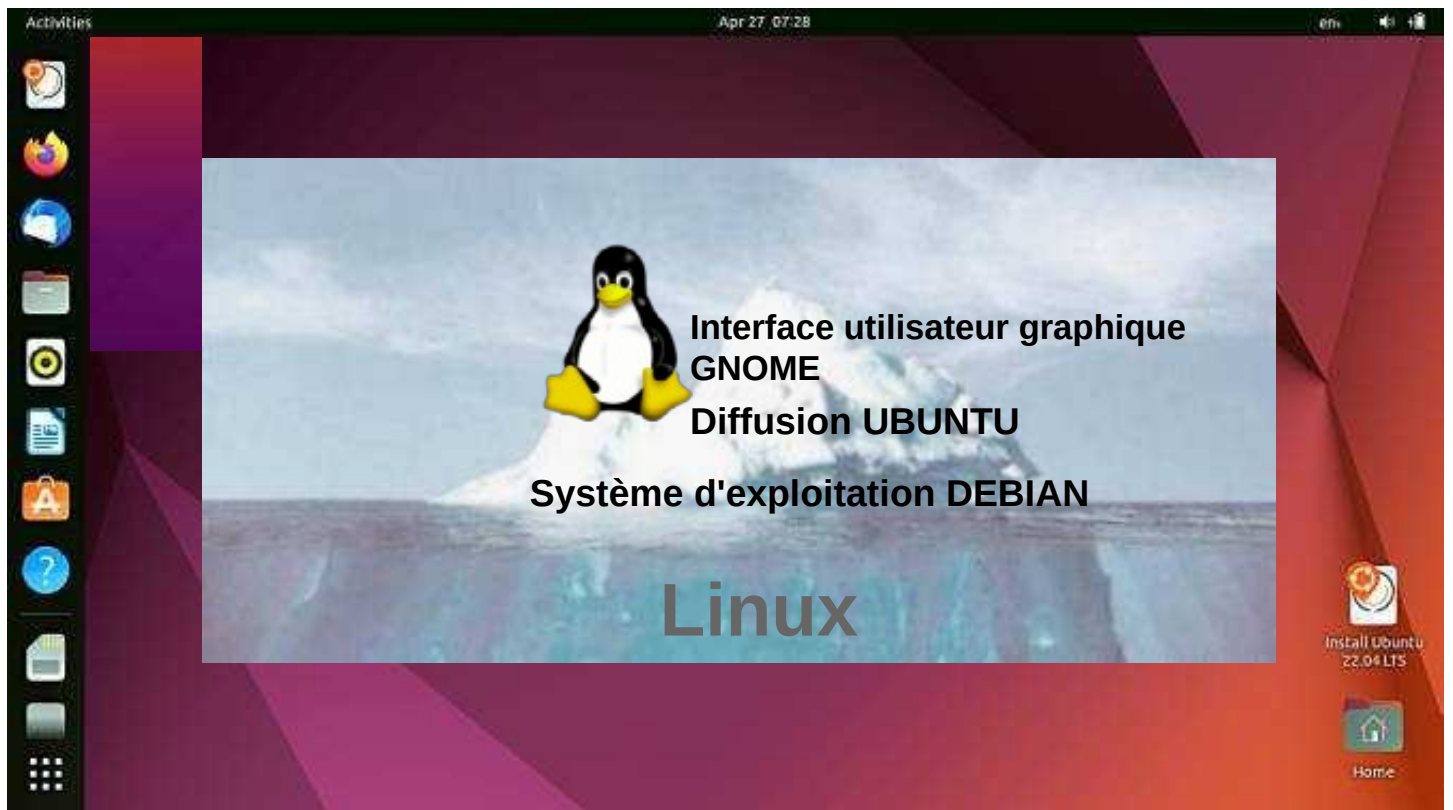 Activities
Apr 27 07:28
en
Interface utilisateur graphique
GNOME
Diffusion UBUNTU
Système d'exploitation DEBIAN
Linux
Install Ubuntu
22.04 LTS
Home